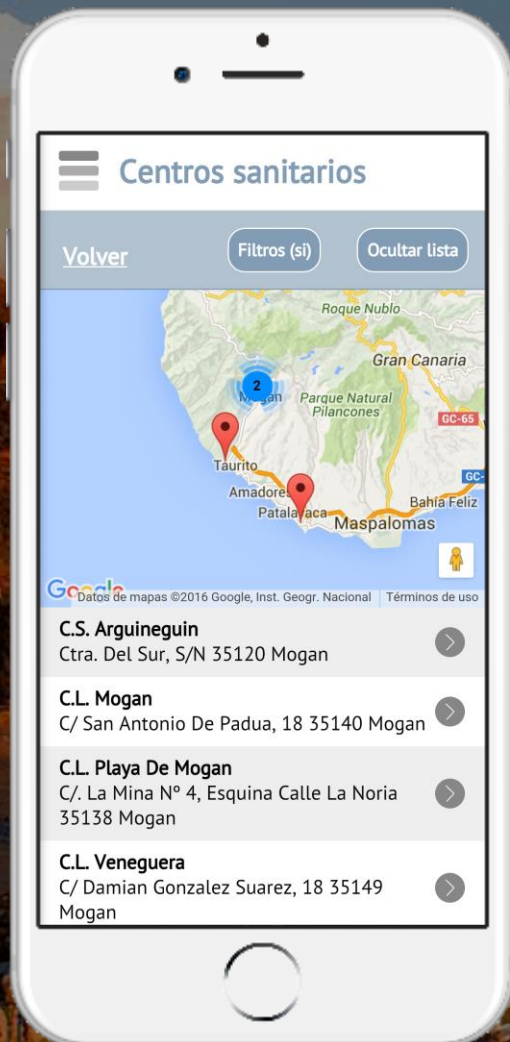 Centros sanitarios
Volver
Filtros (si)
Ocultar lista
Roque Nublo
Gran Canaria
2
Mogan
Parque Natural
Pilancones
GC-65
Taurito
GC-
Amadores
Bahía Feliz
Patalavaca
Maspalomas
Google
Datos de mapas ©2016 Google, Inst. Geogr. Nacional
Términos de uso
C.S. Arguineguin
Ctra. Del Sur, S/N 35120 Mogan
C.L. Mogan
C/ San Antonio De Padua, 18 35140 Mogan
C.L. Playa De Mogan
C/. La Mina Nº 4, Esquina Calle La Noria
35138 Mogan
C.L. Veneguera
C/ Damian Gonzalez Suarez, 18 35149
Mogan